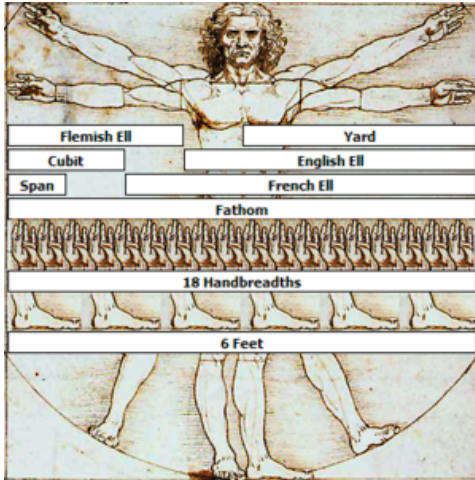 Flemish Ell Yard
Cubit English Ell
Span French Ell
Fathom
18 Handbreadths
6 Feet